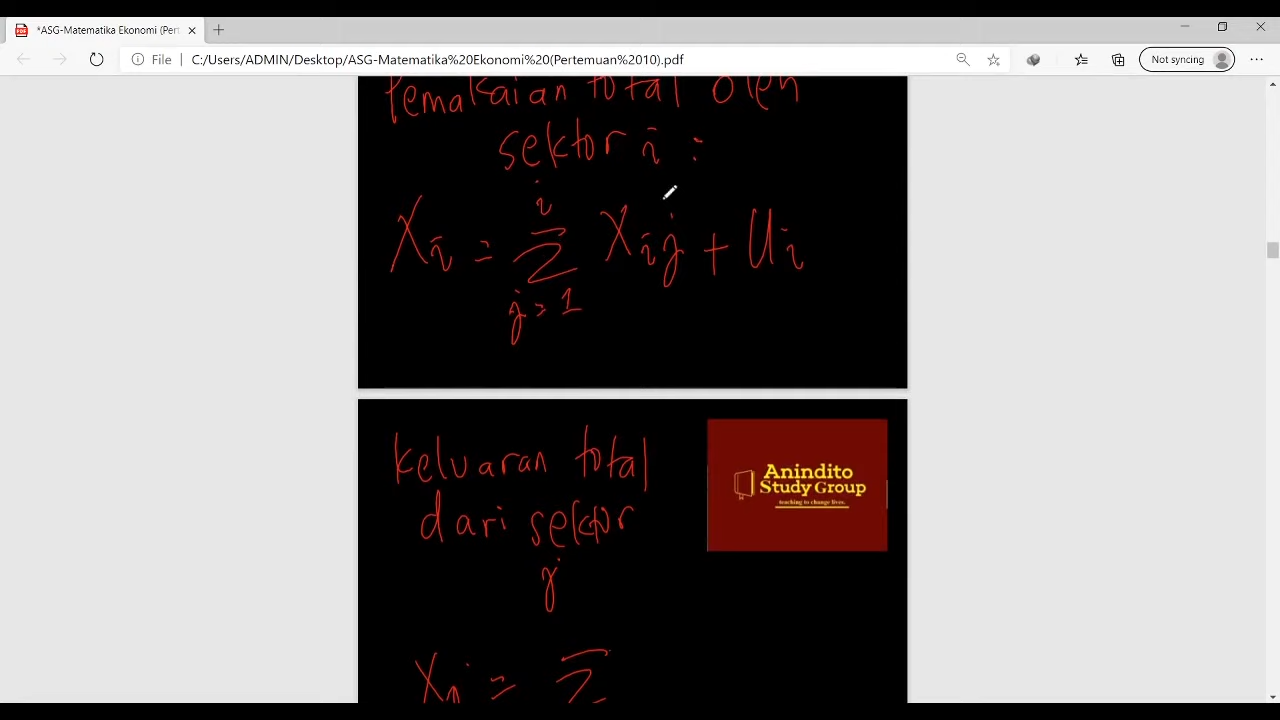 *ASG-Matematika Ekonomi (Pert
File
C:/Users/ADMIN/Desktop/ASG-Matematika%20Ekonomi%20(Pertemuan%2010).pdf
Not syncing
Pemakaian total oleh
sektor i :
i
Xi = Σ Xij + Ui
j = 1
keluaran total
dari sektor
j
Anindito
Study Group
teaching to change lives.
Xj = Σ